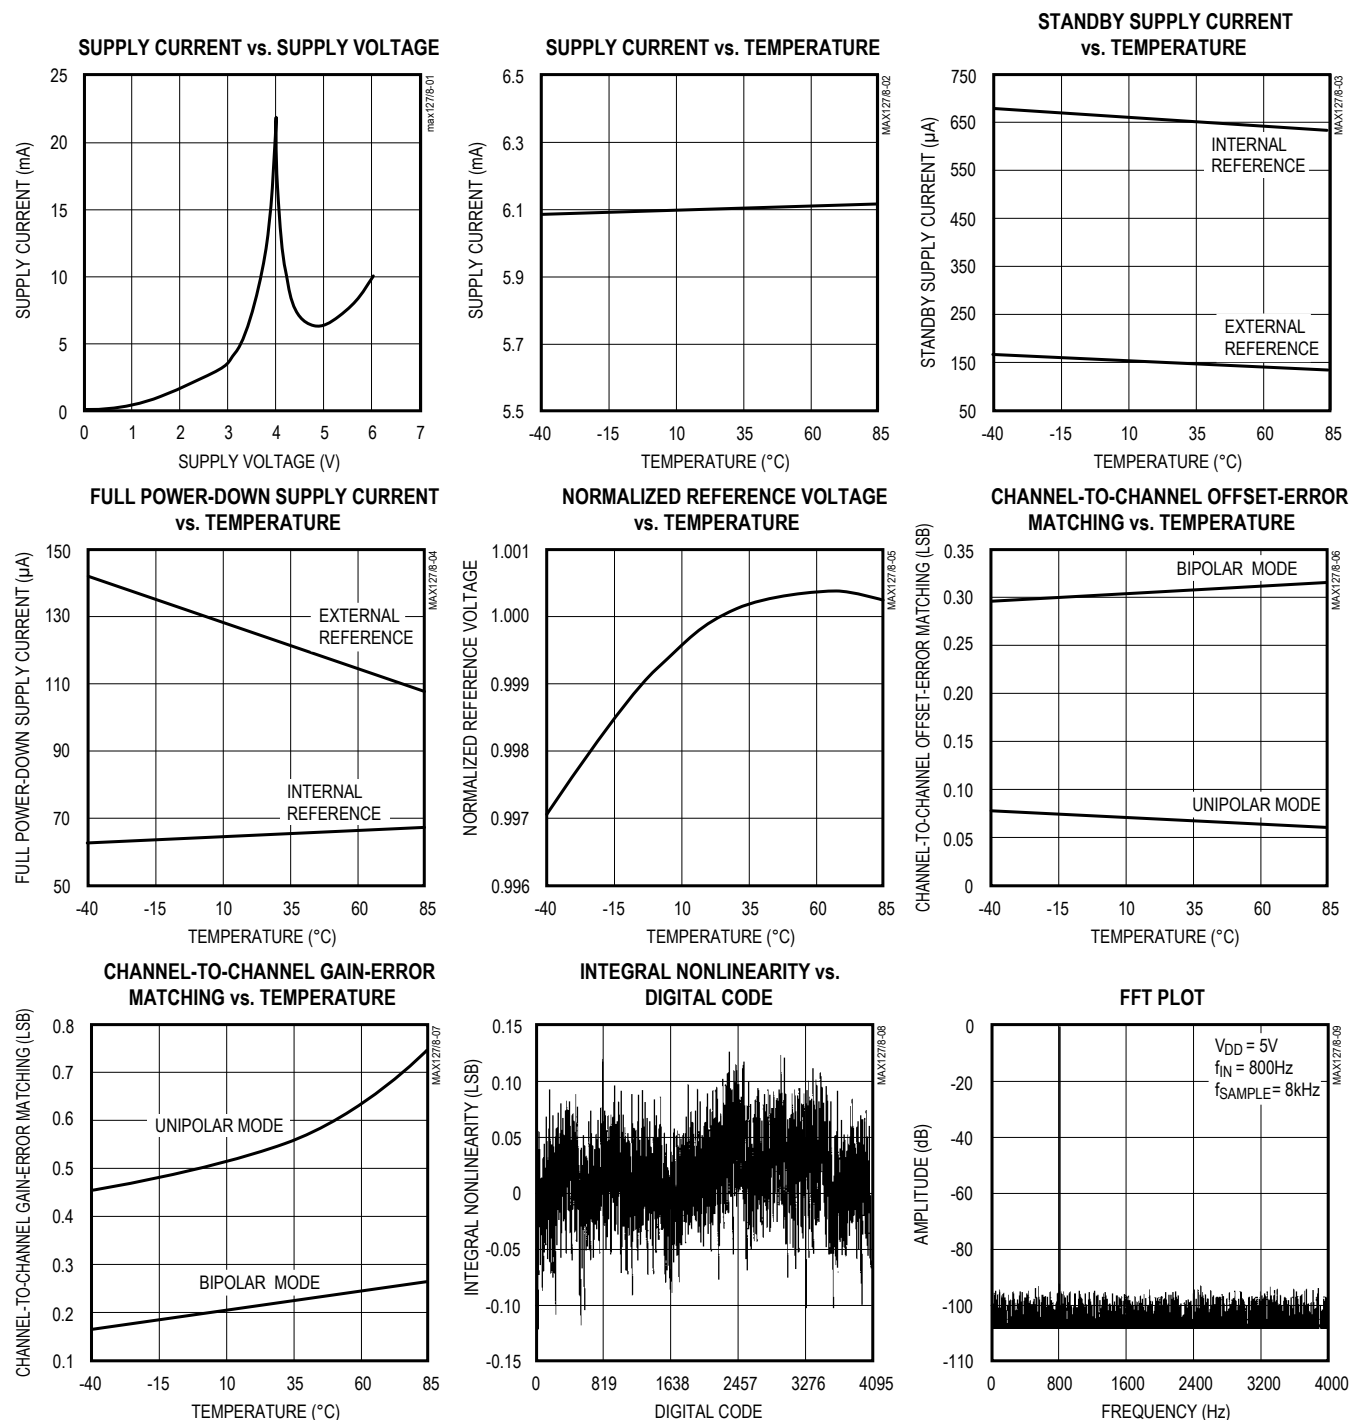 SUPPLY CURRENT vs. SUPPLY VOLTAGE
max127/8-01
SUPPLY CURRENT (mA)
25
20
15
10
5
0
0 1 2 3 4 5 6 7
SUPPLY VOLTAGE (V)
SUPPLY CURRENT vs. TEMPERATURE
MAX127/8-02
SUPPLY CURRENT (mA)
6.5
6.3
6.1
5.9
5.7
5.5
-40 -15 10 35 60 85
TEMPERATURE (°C)
STANDBY SUPPLY CURRENT
vs. TEMPERATURE
MAX127/8-03
STANDBY SUPPLY CURRENT (µA)
750
650
550
450
350
250
150
50
INTERNAL
REFERENCE
EXTERNAL
REFERENCE
-40 -15 10 35 60 85
TEMPERATURE (°C)
FULL POWER-DOWN SUPPLY CURRENT
vs. TEMPERATURE
MAX127/8-04
FULL POWER-DOWN SUPPLY CURRENT (µA)
150
130
110
90
70
50
EXTERNAL
REFERENCE
INTERNAL
REFERENCE
-40 -15 10 35 60 85
TEMPERATURE (°C)
NORMALIZED REFERENCE VOLTAGE
vs. TEMPERATURE
MAX127/8-05
NORMALIZED REFERENCE VOLTAGE
1.001
1.000
0.999
0.998
0.997
0.996
-40 -15 10 35 60 85
TEMPERATURE (°C)
CHANNEL-TO-CHANNEL OFFSET-ERROR
MATCHING vs. TEMPERATURE
MAX127/8-06
CHANNEL-TO-CHANNEL OFFSET-ERROR MATCHING (LSB)
0.35
0.30
0.25
0.20
0.15
0.10
0.05
0
BIPOLAR MODE
UNIPOLAR MODE
-40 -15 10 35 60 85
TEMPERATURE (°C)
CHANNEL-TO-CHANNEL GAIN-ERROR
MATCHING vs. TEMPERATURE
MAX127/8-07
CHANNEL-TO-CHANNEL GAIN-ERROR MATCHING (LSB)
0.8
0.7
0.6
0.5
0.4
0.3
0.2
0.1
UNIPOLAR MODE
BIPOLAR MODE
-40 -15 10 35 60 85
TEMPERATURE (°C)
INTEGRAL NONLINEARITY vs.
DIGITAL CODE
MAX127/8-08
INTEGRAL NONLINEARITY (LSB)
0.15
0.10
0.05
0
-0.05
-0.10
-0.15
0 819 1638 2457 3276 4095
DIGITAL CODE
FFT PLOT
MAX127/8-09
AMPLITUDE (dB)
0
-20
-40
-60
-80
-100
-110
VDD = 5V
fIN = 800Hz
fSAMPLE = 8kHz
0 800 1600 2400 3200 4000
FREQUENCY (Hz)